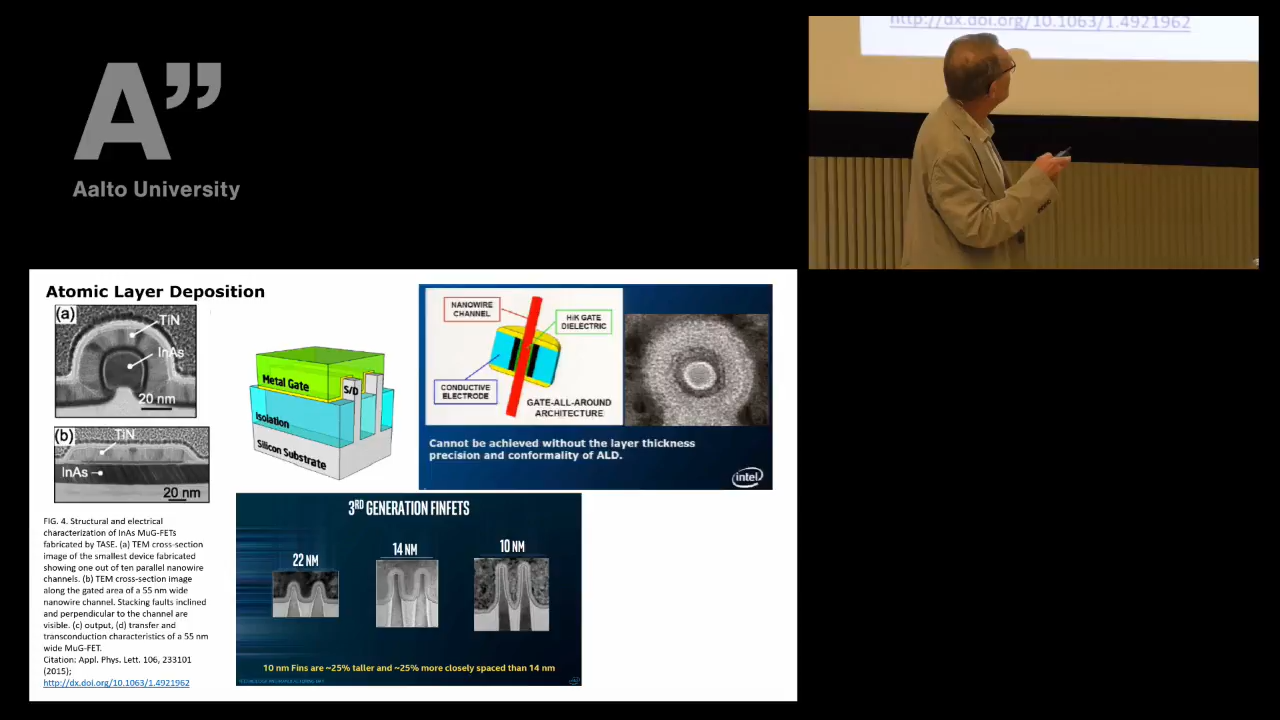 A”
Aalto University
http://dx.doi.org/10.1063/1.4921962
Atomic Layer Deposition
(a)
TiN
InAs
20 nm
(b)
TiN
InAs
20 nm
Metal Gate
S/D
Isolation
Silicon Substrate
NANOWIRE
CHANNEL
HiK GATE
DIELECTRIC
CONDUCTIVE
ELECTRODE
GATE-ALL-AROUND
ARCHITECTURE
Cannot be achieved without the layer thickness
precision and conformality of ALD.
intel
3RD GENERATION FINFETS
22 NM
14 NM
10 NM
10 nm Fins are ~25% taller and ~25% more closely spaced than 14 nm
FIG. 4. Structural and electrical
characterization of InAs MuG-FETs
fabricated by TASE. (a) TEM cross-section
image of the smallest device fabricated
showing one out of ten parallel nanowire
channels. (b) TEM cross-section image
along the gated area of a 55 nm wide
nanowire channel. Stacking faults inclined
and perpendicular to the channel are
visible. (c) output, (d) transfer and
transconduction characteristics of a 55 nm
wide MuG-FET.
Citation: Appl. Phys. Lett. 106, 233101
(2015);
http://dx.doi.org/10.1063/1.4921962